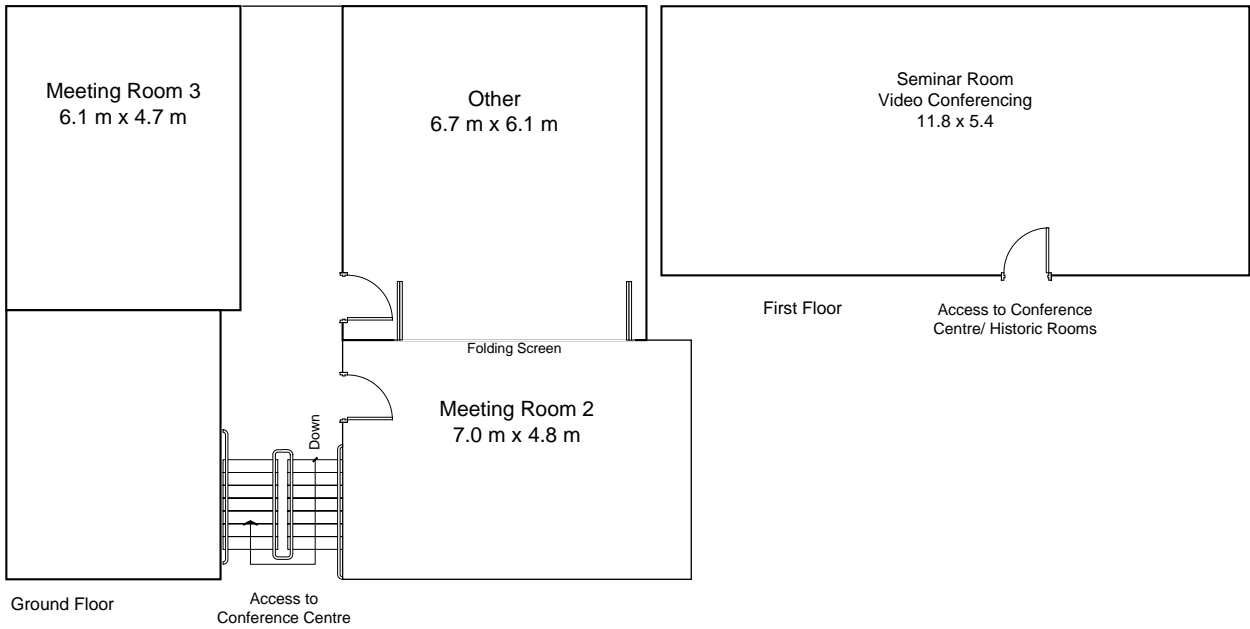 Meeting Room 3
6.1 m x 4.7 m
Other
6.7 m x 6.1 m
Seminar Room
Video Conferencing
11.8 x 5.4
First Floor
Access to Conference
Centre/ Historic Rooms
Folding Screen
Meeting Room 2
7.0 m x 4.8 m
Down
Ground Floor
Access to
Conference Centre